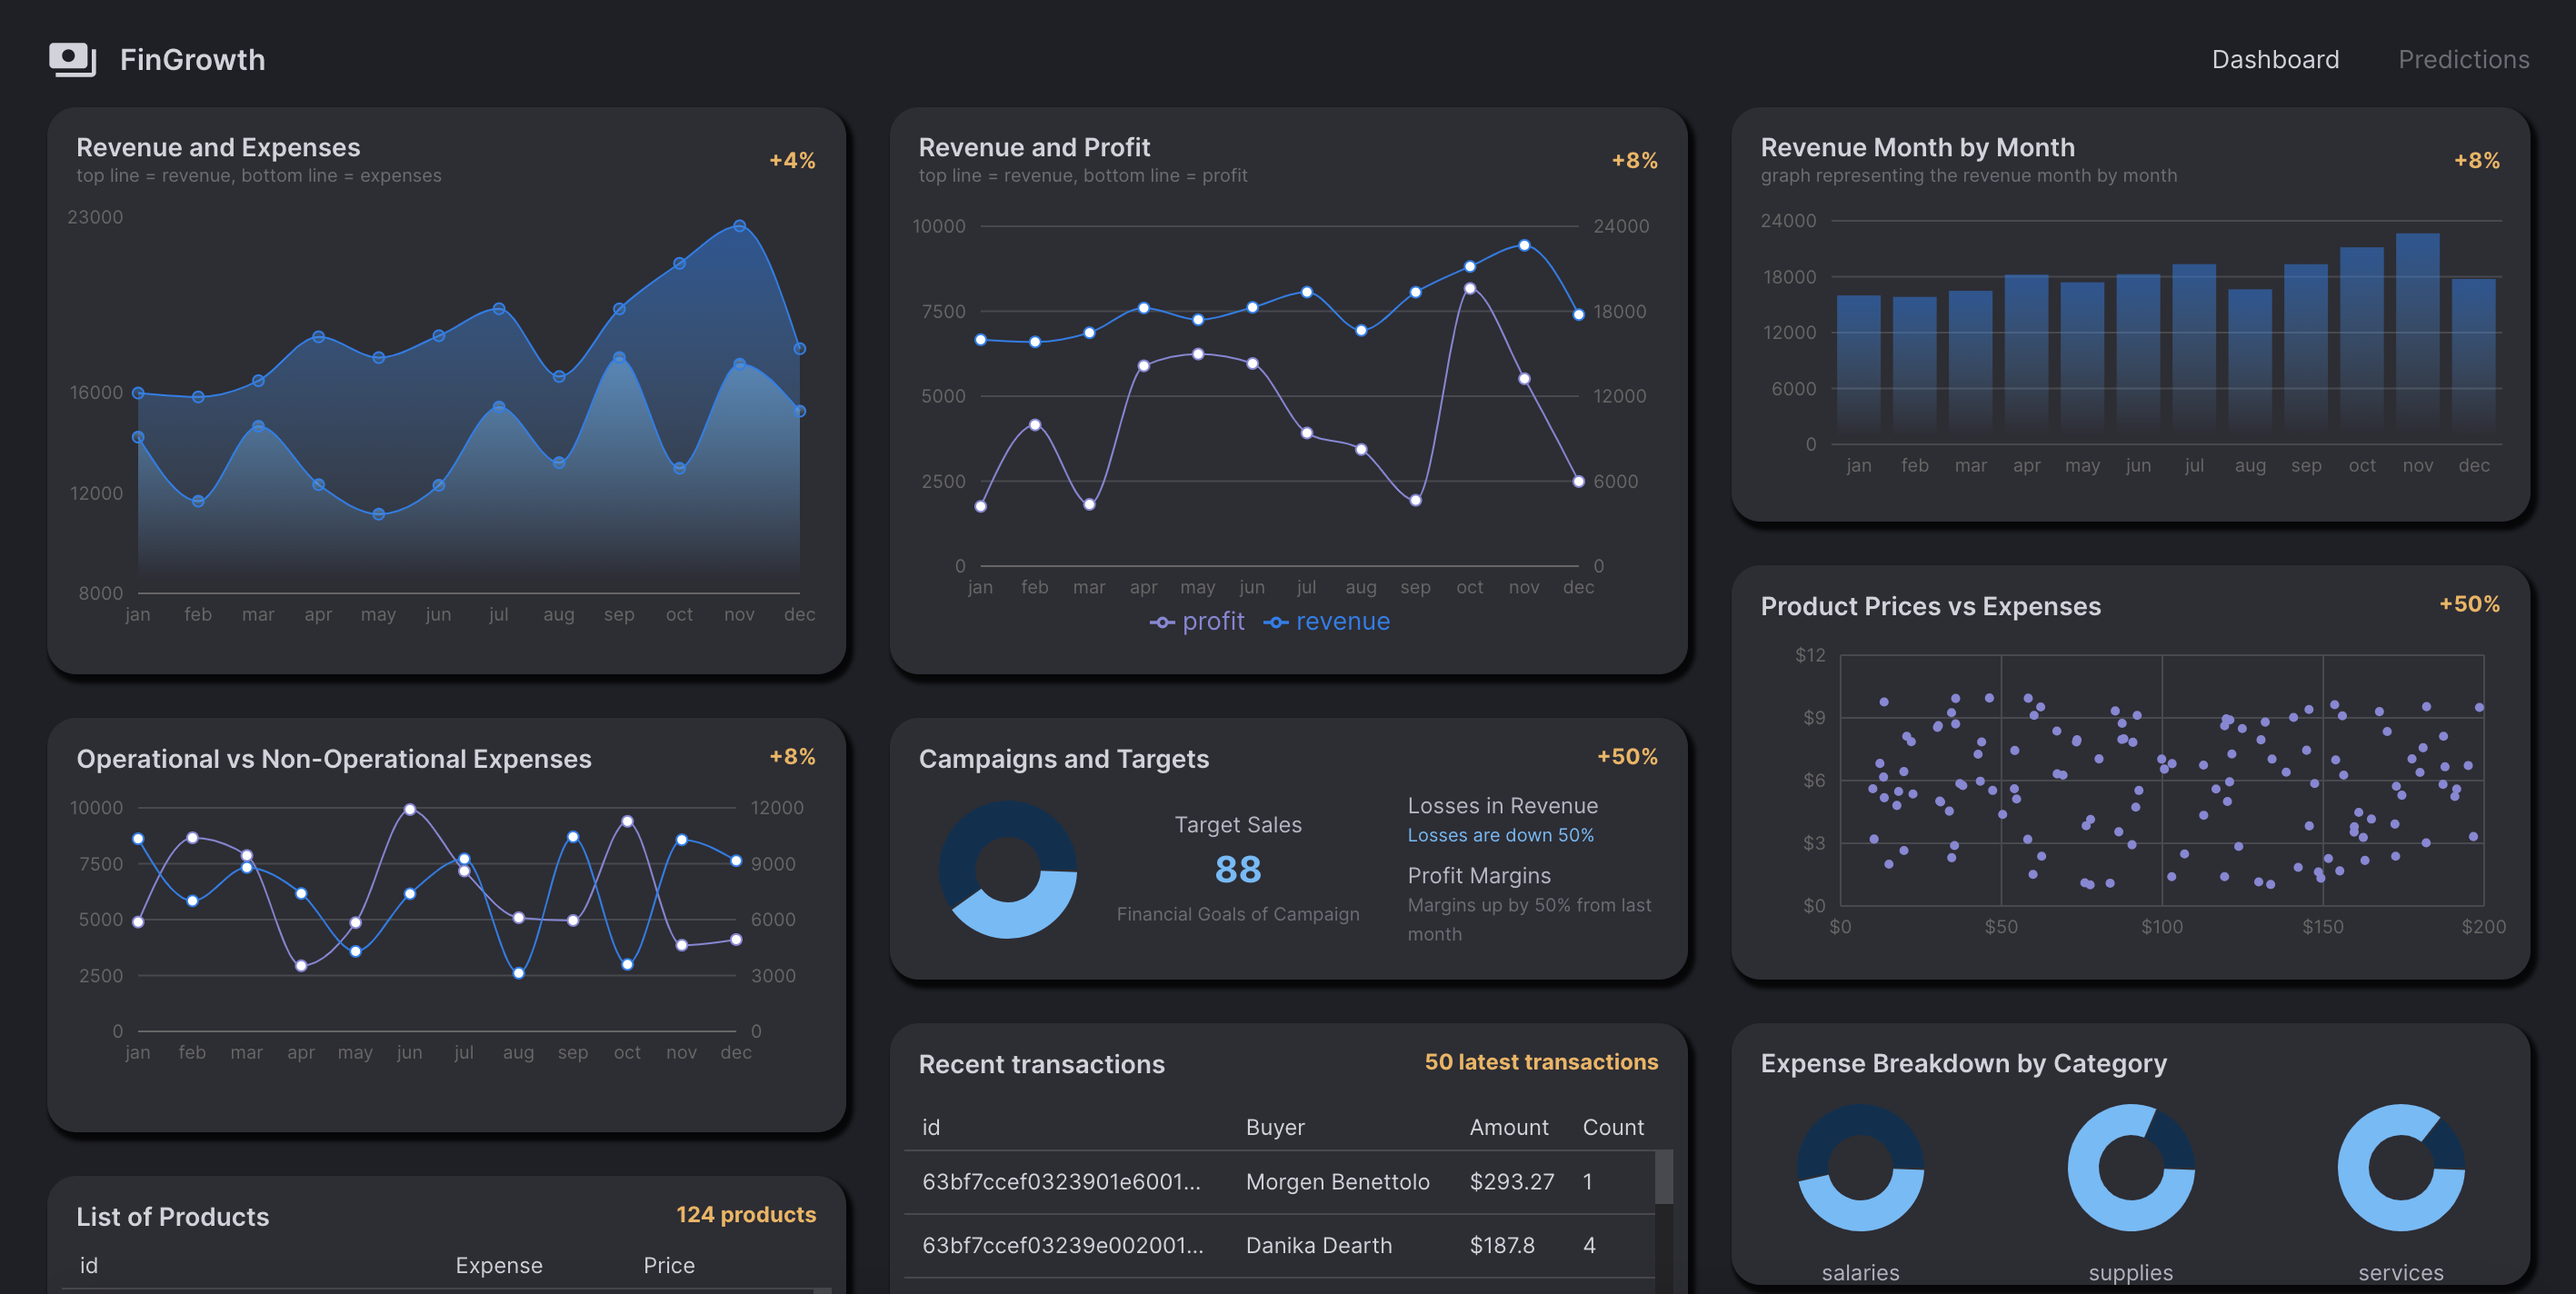 FinGrowth
Dashboard
Predictions
Revenue and Expenses
top line = revenue, bottom line = expenses
+4%
23000
16000
12000
8000
jan feb mar apr may jun jul aug sep oct nov dec
Revenue and Profit
top line = revenue, bottom line = profit
+8%
10000
7500
5000
2500
0
24000
18000
12000
6000
0
jan feb mar apr may jun jul aug sep oct nov dec
profit revenue
Revenue Month by Month
graph representing the revenue month by month
+8%
24000
18000
12000
6000
0
jan feb mar apr may jun jul aug sep oct nov dec
Operational vs Non-Operational Expenses
+8%
10000
7500
5000
2500
0
12000
9000
6000
3000
0
jan feb mar apr may jun jul aug sep oct nov dec
Campaigns and Targets
+50%
Target Sales
88
Financial Goals of Campaign
Losses in Revenue
Losses are down 50%
Profit Margins
Margins up by 50% from last
month
Product Prices vs Expenses
+50%
$12
$9
$6
$3
$0
$0 $50 $100 $150 $200
List of Products
124 products
id Expense Price
Recent transactions
50 latest transactions
id Buyer Amount Count
63bf7ccef0323901e6001... Morgen Benettolo $293.27 1
63bf7ccef03239e002001... Danika Dearth $187.8 4
Expense Breakdown by Category
salaries supplies services